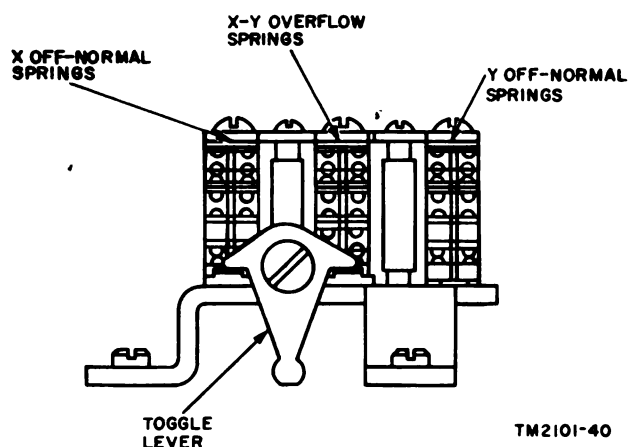 X-Y OVERFLOW
SPRINGS
X OFF-NORMAL
SPRINGS
Y OFF-NORMAL
SPRINGS
TOGGLE
LEVER
TM2101-40